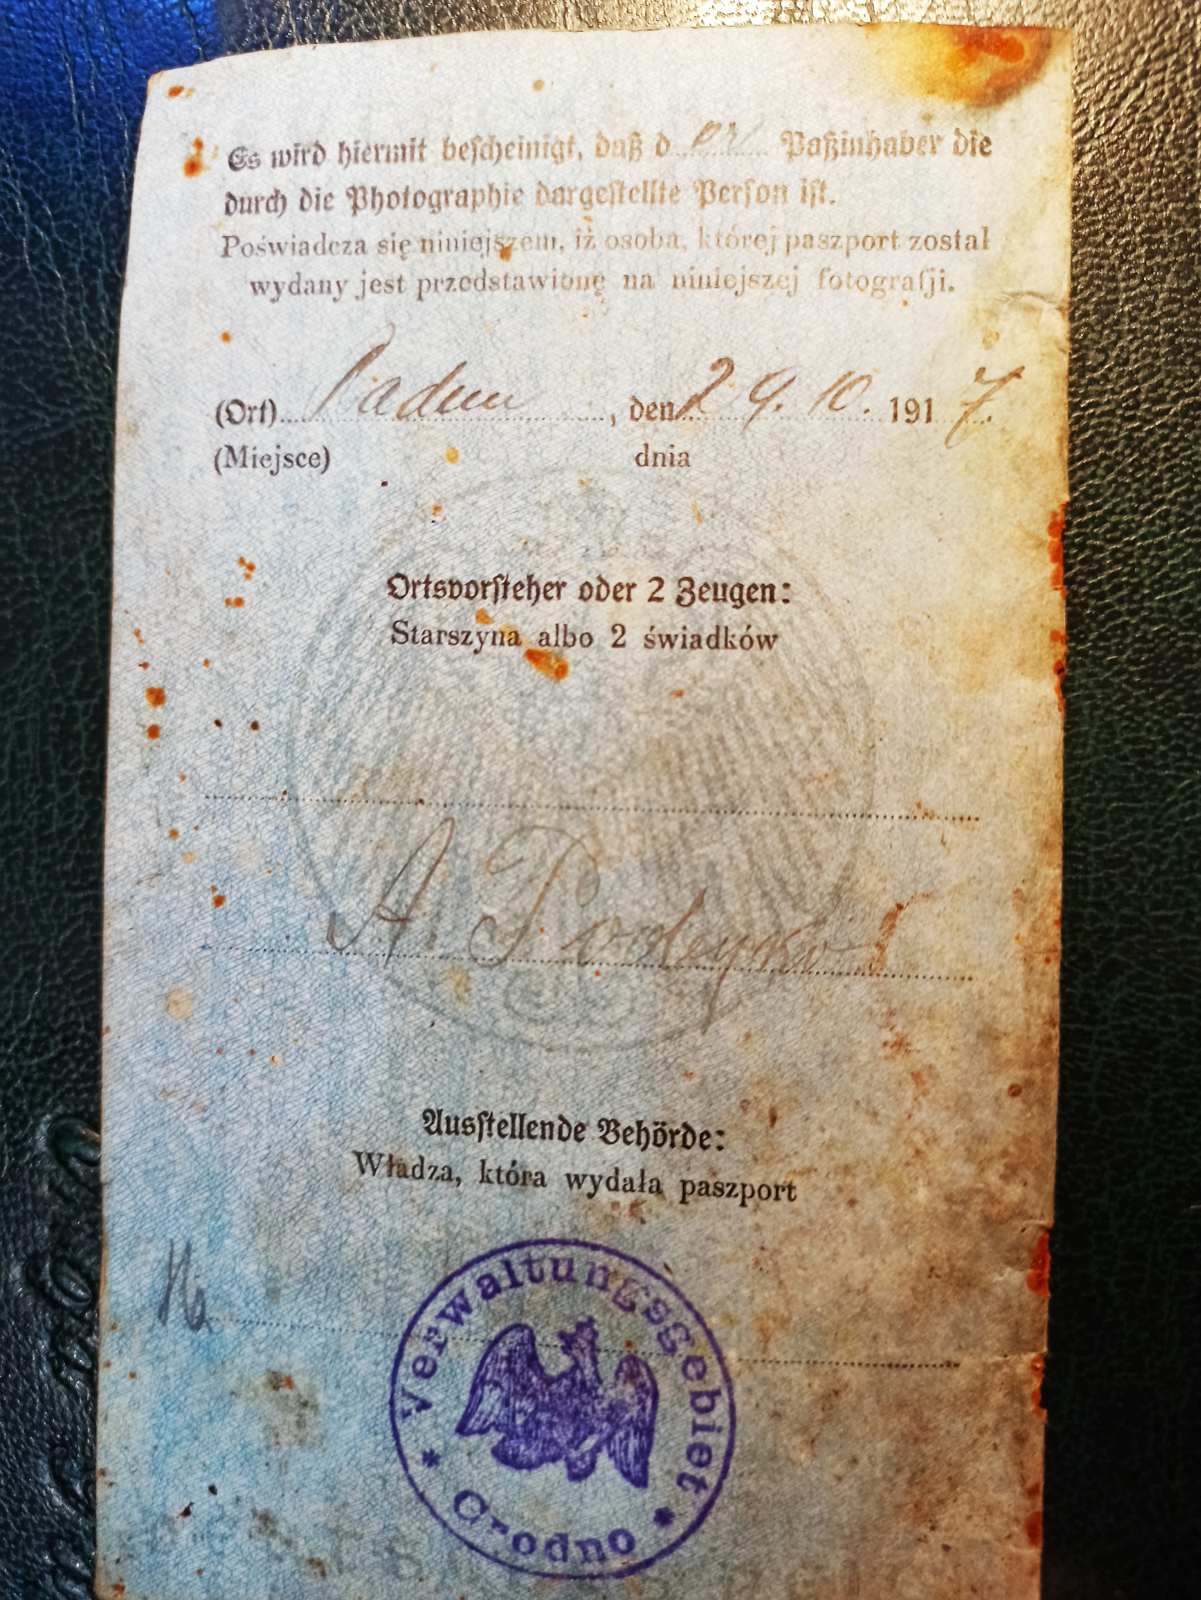 Es wird hiermit bescheinigt, daß d er Paßinhaber die
durch die Photographie dargestellte Person ist.
Poświadcza się niniejszem, iż osoba, której paszport został
wydany jest przedstawionę na niniejszej fotografji.
(Ort) , den 29. 10. 1917.
(Miejsce) dnia
Ortsvorsteher oder 2 Zeugen:
Starszyna albo 2 świadków
A.
Ausstellende Behörde:
Władza, która wydała paszport
Verwaltungsgebiet
* Grodno *